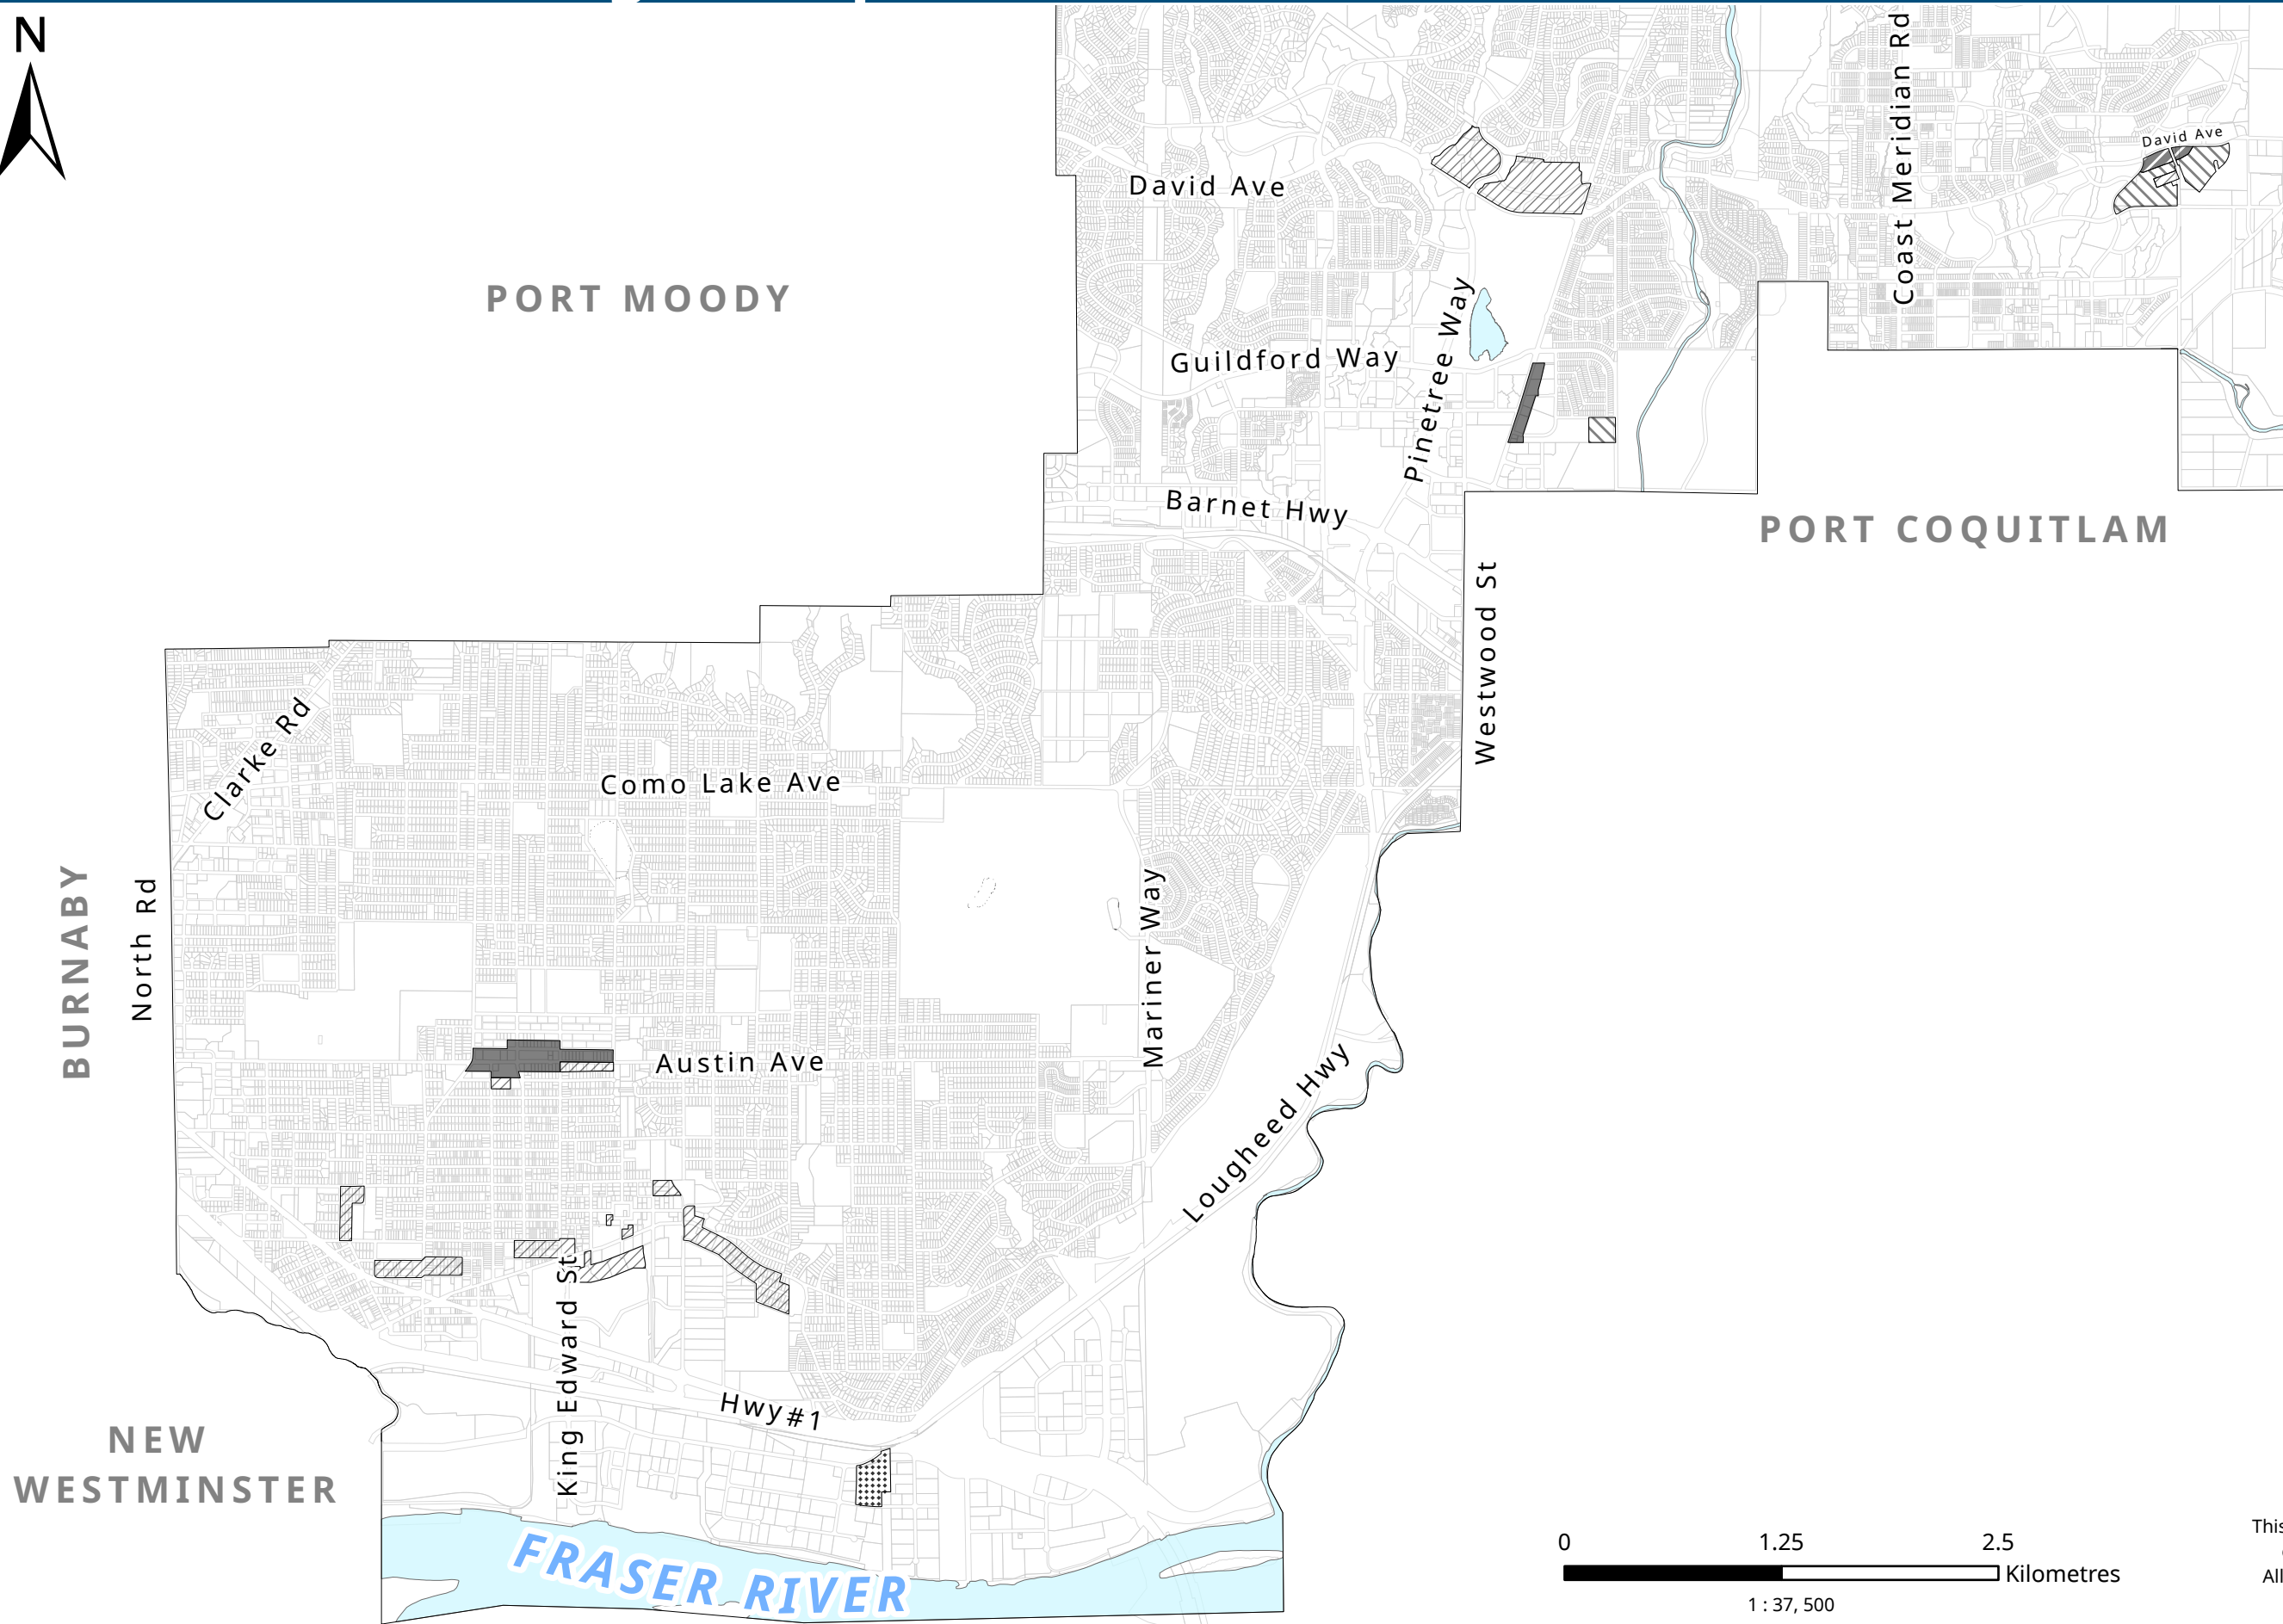 N
Coast Meridian Rd
David Ave
David Ave
PORT MOODY
Pinetree Way
Guildford Way
Barnet Hwy
PORT COQUITLAM
Westwood St
Clarke Rd
Como Lake Ave
BURNABY
North Rd
Mariner Way
Austin Ave
Lougheed Hwy
King Edward St
Hwy#1
NEW
WESTMINSTER
FRASER RIVER
0 1.25 2.5
Kilometres
1 : 37, 500
This
All